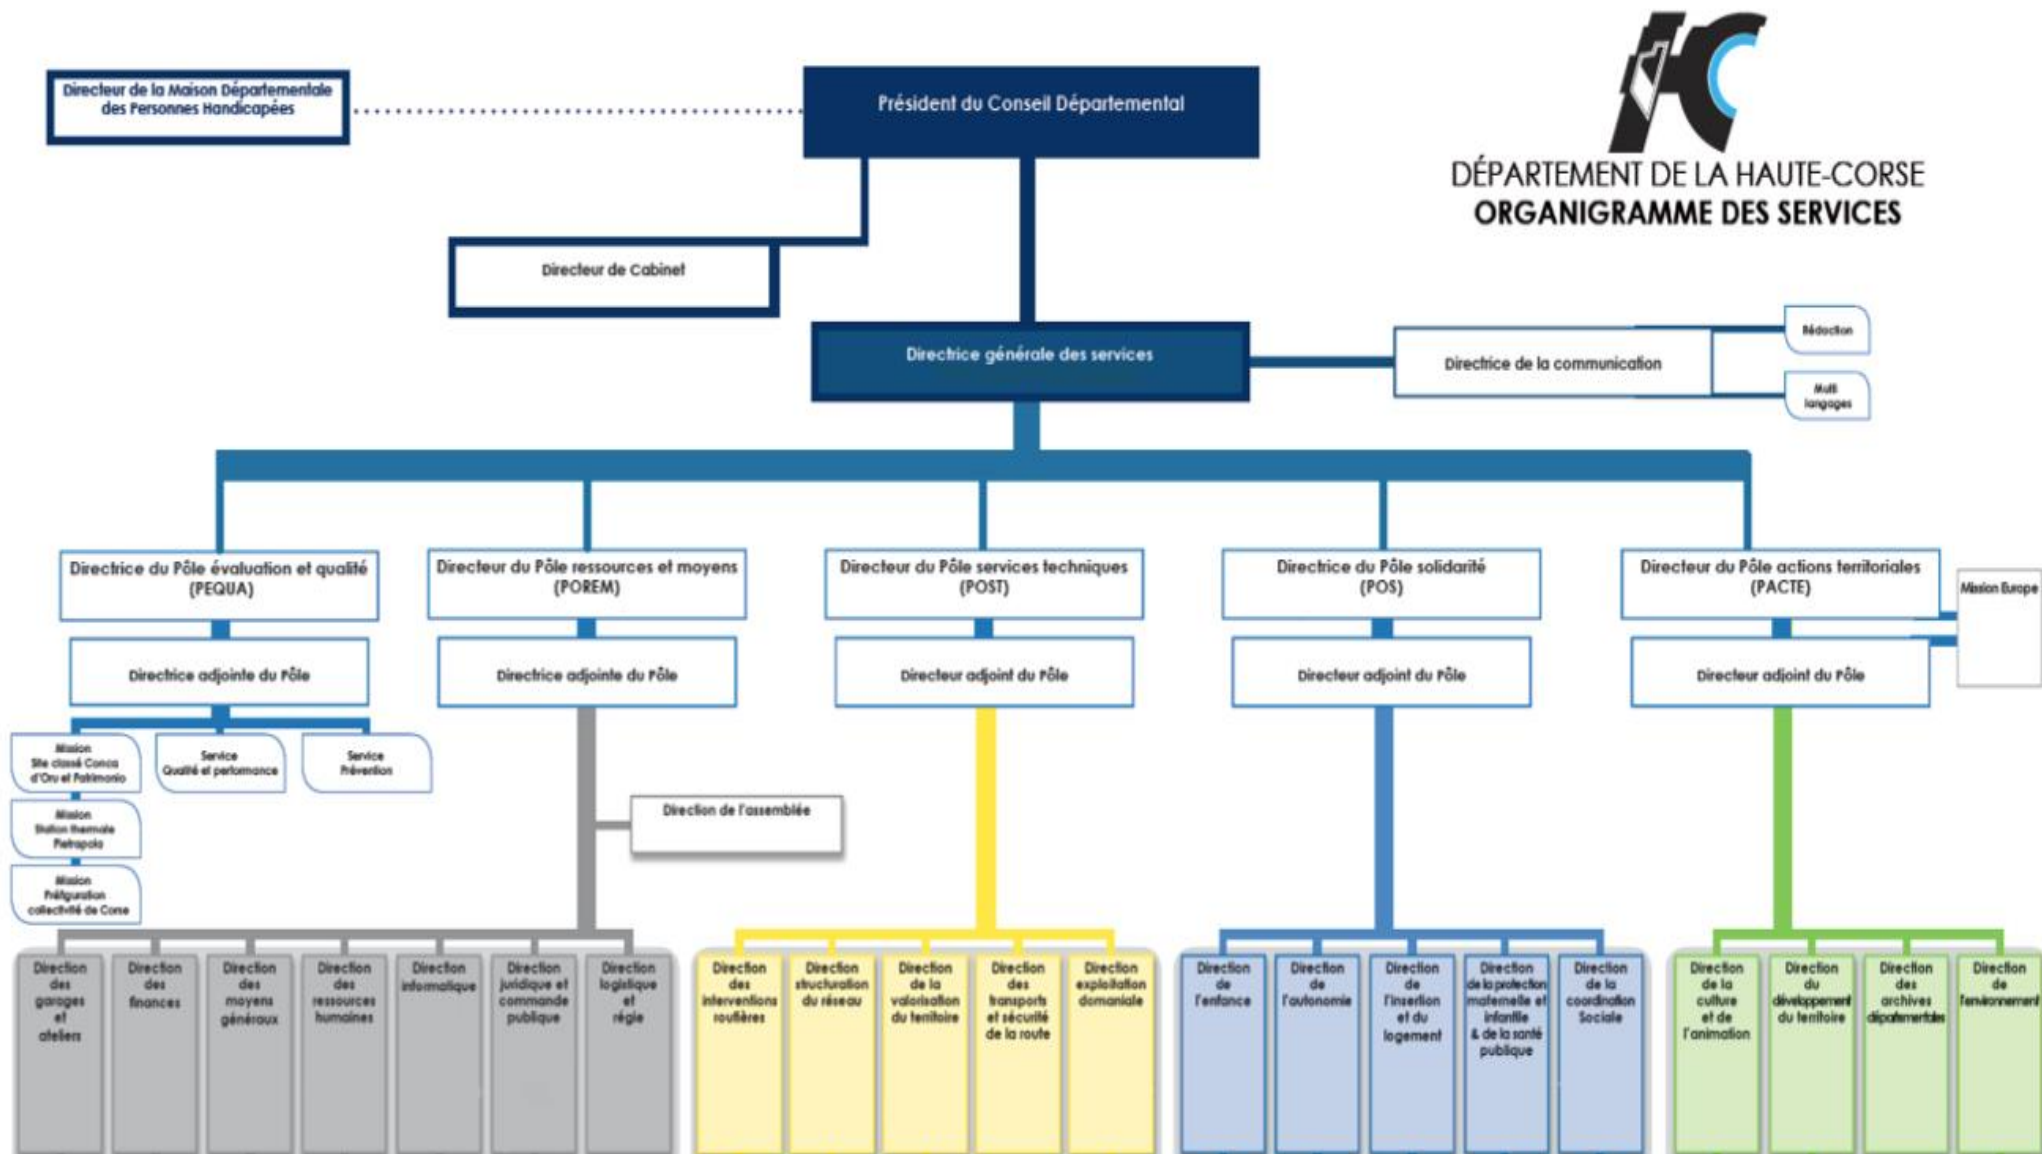 Directeur de la Maison Départementale
des Personnes Handicapées
Président du Conseil Départemental
DÉPARTEMENT DE LA HAUTE-CORSE
ORGANIGRAMME DES SERVICES
Directeur de Cabinet
Directrice générale des services
Directrice de la communication
Rédaction
Multi
langages
Directrice du Pôle évaluation et qualité
(PEQUA)
Directeur du Pôle ressources et moyens
(POREM)
Directeur du Pôle services techniques
(POST)
Directrice du Pôle solidarité
(POS)
Directeur du Pôle actions territoriales
(PACTE)
Mission Europe
Directrice adjointe du Pôle
Directrice adjointe du Pôle
Directeur adjoint du Pôle
Directeur adjoint du Pôle
Directeur adjoint du Pôle
Mission
Site classé Conca
d'Oru et Patrimonio
Service
Qualité et performance
Service
Prévention
Mission
Station thermale
Pietrapola
Mission
Préfiguration
collectivité de Corse
Direction de l'assemblée
Direction
des
garages
et
ateliers
Direction
des
finances
Direction
des
moyens
généraux
Direction
des
ressources
humaines
Direction
informatique
Direction
juridique et
commande
publique
Direction
logistique
et
régie
Direction
des
interventions
routières
Direction
structuration
du réseau
Direction
de la
valorisation
du territoire
Direction
des
transports
et sécurité
de la route
Direction
exploitation
domaniale
Direction
de
l'enfance
Direction
de
l'autonomie
Direction
de
l'insertion
et du
logement
Direction
de la protection
maternelle et
infantile
& de la santé
publique
Direction
de la
coordination
Sociale
Direction
de la
culture
et de
l'animation
Direction
du
développement
du territoire
Direction
des
archives
départementales
Direction
de
l'environnement